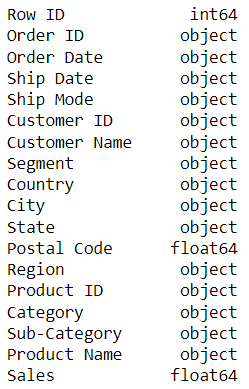 Row ID int64
Order ID object
Order Date object
Ship Date object
Ship Mode object
Customer ID object
Customer Name object
Segment object
Country object
City object
State object
Postal Code float64
Region object
Product ID object
Category object
Sub-Category object
Product Name object
Sales float64